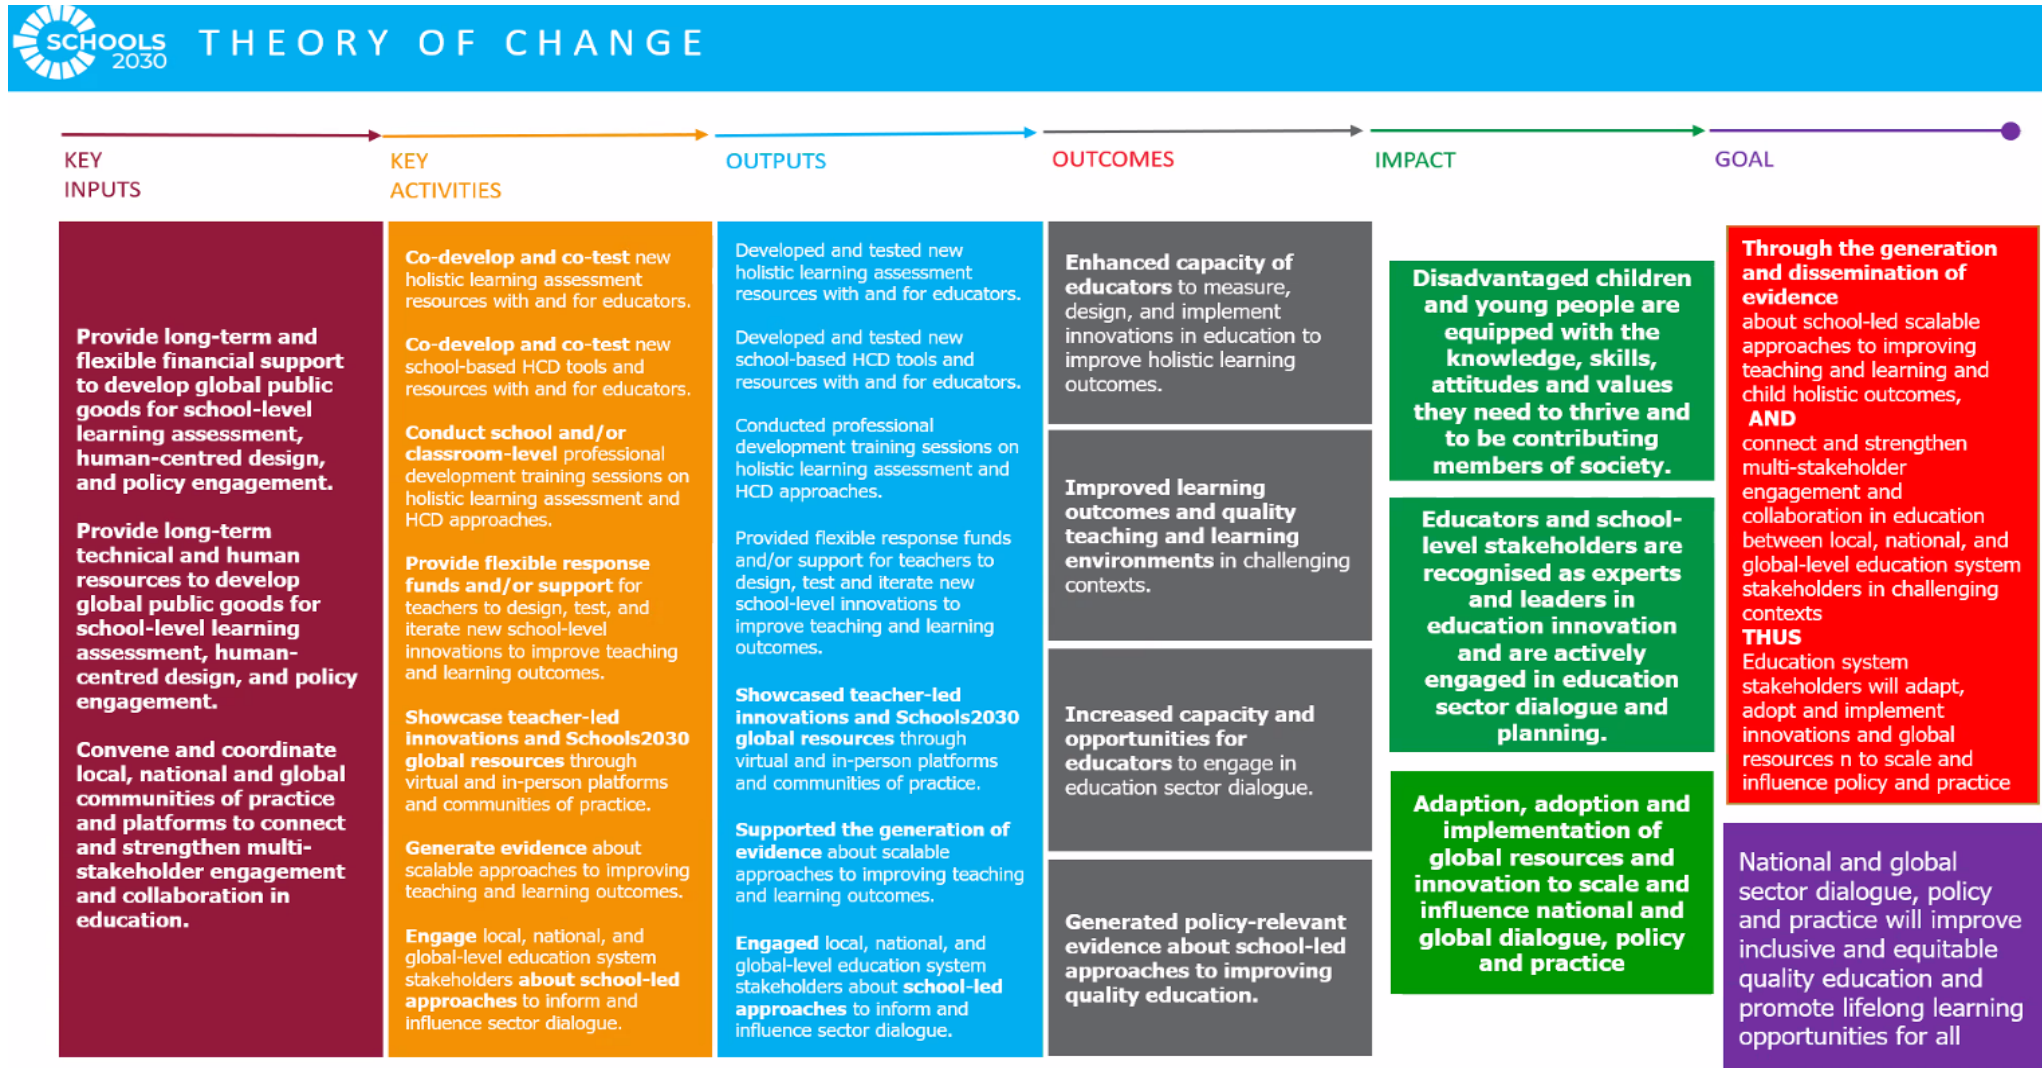 SCHOOLS
2030
THEORY OF CHANGE
KEY
INPUTS
KEY
ACTIVITIES
OUTPUTS
OUTCOMES
IMPACT
GOAL
Provide long-term and
flexible financial support
to develop global public
goods for school-level
learning assessment,
human-centred design,
and policy engagement.
Provide long-term
technical and human
resources to develop
global public goods for
school-level learning
assessment, human-
centred design, and policy
engagement.
Convene and coordinate
local, national and global
communities of practice
and platforms to connect
and strengthen multi-
stakeholder engagement
and collaboration in
education.
Co-develop and co-test new
holistic learning assessment
resources with and for educators.
Co-develop and co-test new
school-based HCD tools and
resources with and for educators.
Conduct school and/or
classroom-level professional
development training sessions on
holistic learning assessment and
HCD approaches.
Provide flexible response
funds and/or support for
teachers to design, test, and
iterate new school-level
innovations to improve teaching
and learning outcomes.
Showcase teacher-led
innovations and Schools2030
global resources through
virtual and in-person platforms
and communities of practice.
Generate evidence about
scalable approaches to improving
teaching and learning outcomes.
Engage local, national, and
global-level education system
stakeholders about school-led
approaches to inform and
influence sector dialogue.
Developed and tested new
holistic learning assessment
resources with and for educators.
Developed and tested new
school-based HCD tools and
resources with and for educators.
Conducted professional
development training sessions on
holistic learning assessment and
HCD approaches.
Provided flexible response funds
and/or support for teachers to
design, test and iterate new
school-level innovations to
improve teaching and learning
outcomes.
Showcased teacher-led
innovations and Schools2030
global resources through
virtual and in-person platforms
and communities of practice.
Supported the generation of
evidence about scalable
approaches to improving teaching
and learning outcomes.
Engaged local, national, and
global-level education system
stakeholders about school-led
approaches to inform and
influence sector dialogue.
Enhanced capacity of
educators to measure,
design, and implement
innovations in education to
improve holistic learning
outcomes.
Improved learning
outcomes and quality
teaching and learning
environments in challenging
contexts.
Increased capacity and
opportunities for
educators to engage in
education sector dialogue.
Generated policy-relevant
evidence about school-led
approaches to improving
quality education.
Disadvantaged children
and young people are
equipped with the
knowledge, skills,
attitudes and values
they need to thrive and
to be contributing
members of society.
Educators and school-
level stakeholders are
recognised as experts
and leaders in
education innovation
and are actively
engaged in education
sector dialogue and
planning.
Adaption, adoption and
implementation of
global resources and
innovation to scale and
influence national and
global dialogue, policy
and practice
Through the generation
and dissemination of
evidence
about school-led scalable
approaches to improving
teaching and learning and
child holistic outcomes,
AND
connect and strengthen
multi-stakeholder
engagement and
collaboration in education
between local, national, and
global-level education system
stakeholders in challenging
contexts
THUS
Education system
stakeholders will adapt,
adopt and implement
innovations and global
resources n to scale and
influence policy and practice
National and global
sector dialogue, policy
and practice will improve
inclusive and equitable
quality education and
promote lifelong learning
opportunities for all